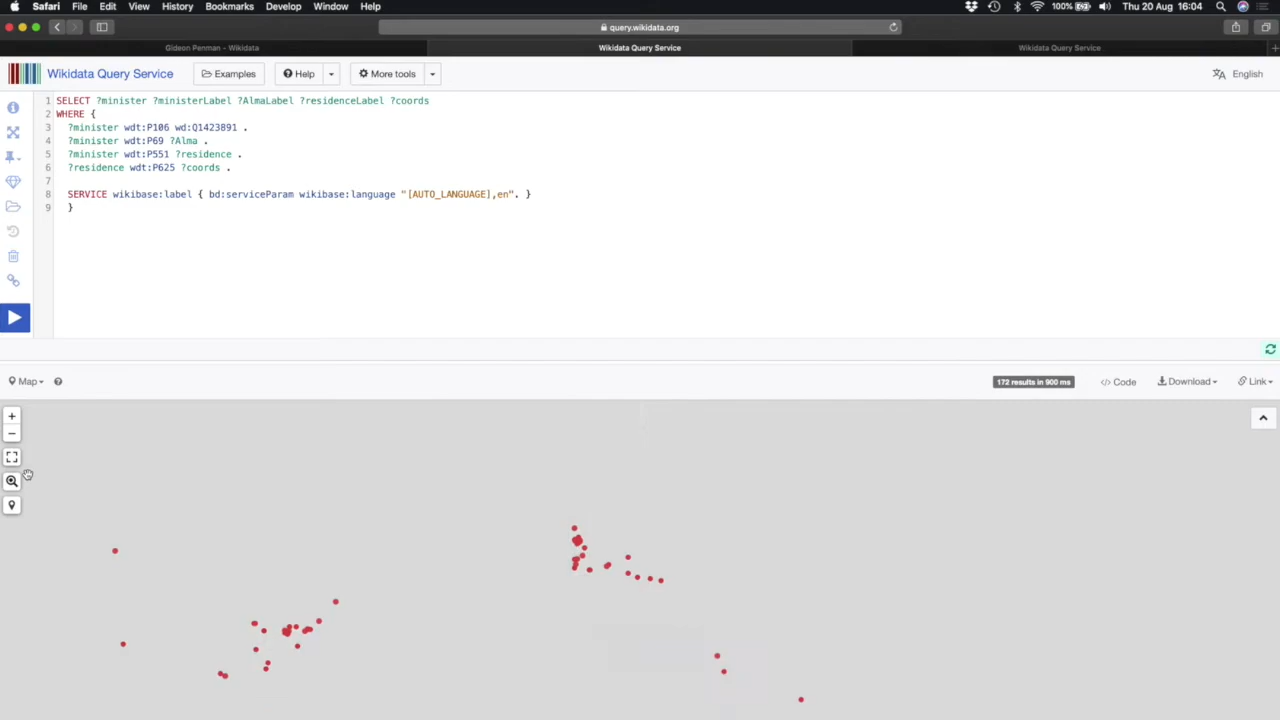 Safari File Edit View History Bookmarks Develop Window Help 100% Thu 20 Aug 16:04
query.wikidata.org
Gideon Penman - Wikidata Wikidata Query Service Wikidata Query Service
Wikidata Query Service Examples Help More tools English
1 SELECT ?minister ?ministerLabel ?AlmaLabel ?residenceLabel ?coords
2 WHERE {
3 ?minister wdt:P106 wd:Q1423891 .
4 ?minister wdt:P69 ?Alma .
5 ?minister wdt:P551 ?residence .
6 ?residence wdt:P625 ?coords .
7
8 SERVICE wikibase:label { bd:serviceParam wikibase:language "[AUTO_LANGUAGE],en". }
9 }
Map 172 results in 900 ms </> Code Download Link
+
−